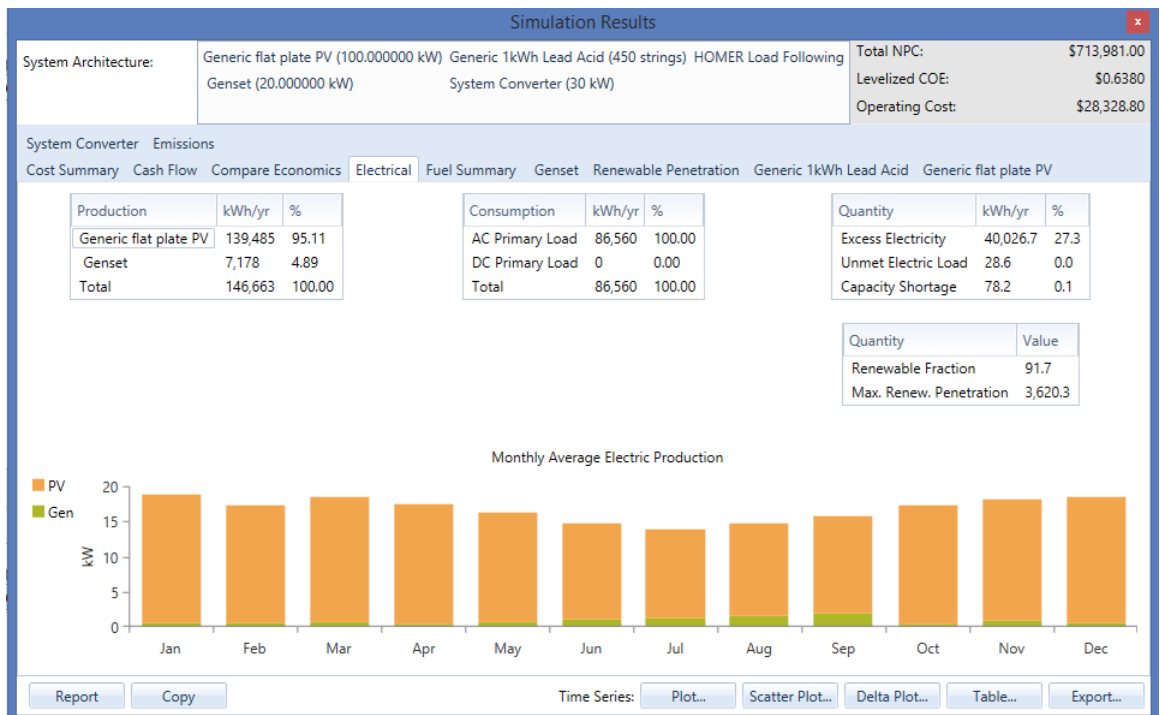 Simulation Results
x
System Architecture:
Generic flat plate PV (100.000000 kW) Generic 1kWh Lead Acid (450 strings) HOMER Load Following
Genset (20.000000 kW) System Converter (30 kW)
Total NPC: $713,981.00
Levelized COE: $0.6380
Operating Cost: $28,328.80
System Converter Emissions
Cost Summary Cash Flow Compare Economics Electrical Fuel Summary Genset Renewable Penetration Generic 1kWh Lead Acid Generic flat plate PV
Production kWh/yr %
Generic flat plate PV 139,485 95.11
Genset 7,178 4.89
Total 146,663 100.00
Consumption kWh/yr %
AC Primary Load 86,560 100.00
DC Primary Load 0 0.00
Total 86,560 100.00
Quantity kWh/yr %
Excess Electricity 40,026.7 27.3
Unmet Electric Load 28.6 0.0
Capacity Shortage 78.2 0.1
Quantity Value
Renewable Fraction 91.7
Max. Renew. Penetration 3,620.3
Monthly Average Electric Production
PV
Gen
kW
20
15
10
5
0
Jan Feb Mar Apr May Jun Jul Aug Sep Oct Nov Dec
Report Copy Time Series: Plot... Scatter Plot... Delta Plot... Table... Export...